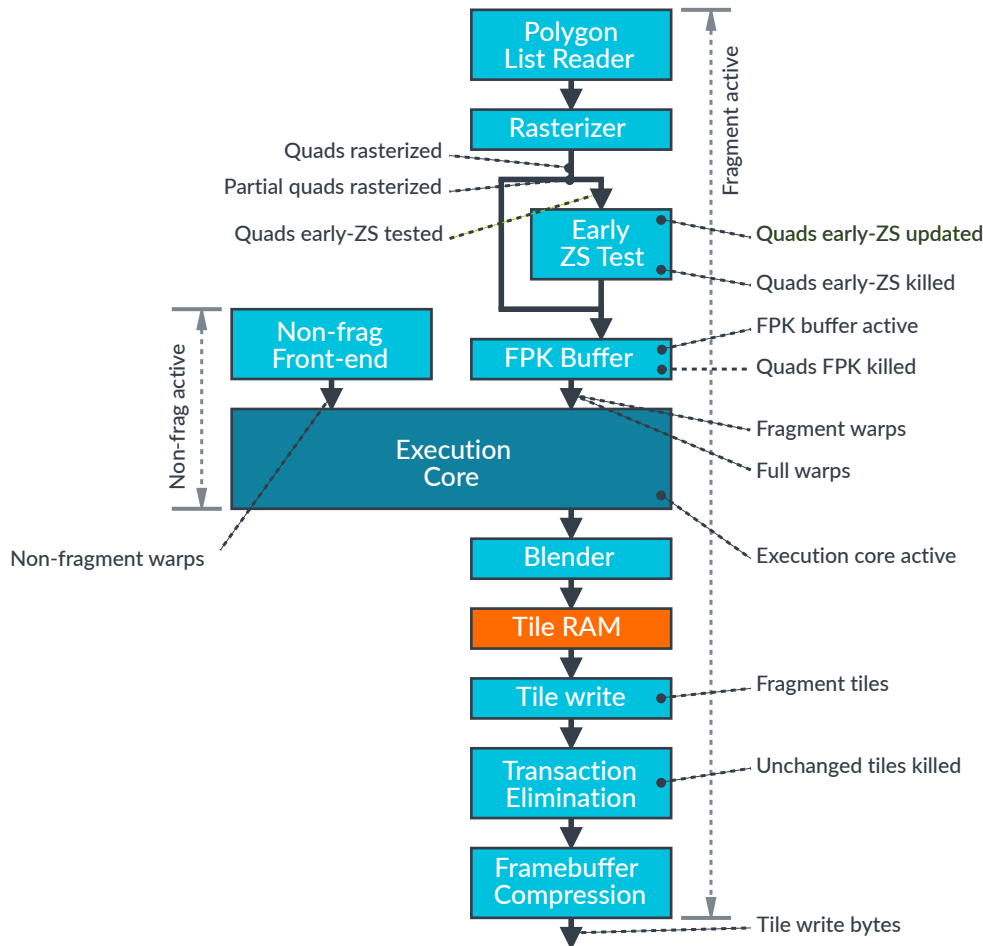 Polygon
List Reader
Fragment active
Rasterizer
Quads rasterized
Partial quads rasterized
Quads early-ZS tested
Early
ZS Test
Quads early-ZS updated
Quads early-ZS killed
Non-frag active
Non-frag
Front-end
FPK Buffer
FPK buffer active
Quads FPK killed
Fragment warps
Full warps
Execution
Core
Non-fragment warps
Execution core active
Blender
Tile RAM
Tile write
Fragment tiles
Transaction
Elimination
Unchanged tiles killed
Framebuffer
Compression
Tile write bytes